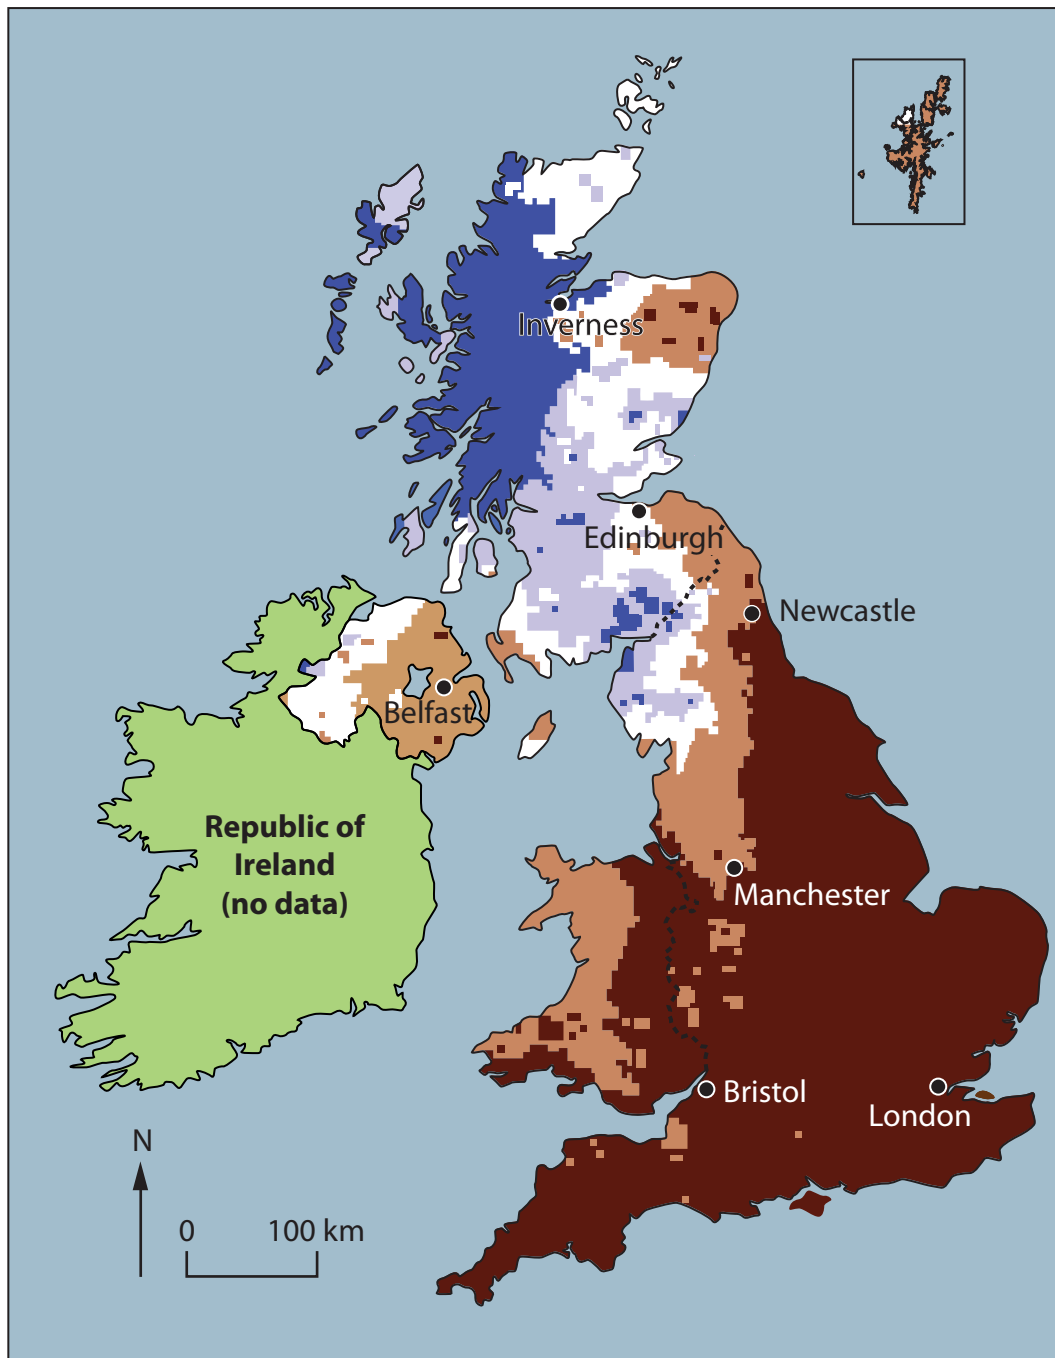 Inverness
Edinburgh
Newcastle
Belfast
Republic of
Ireland
(no data)
Manchester
Bristol
London
N
0 100 km